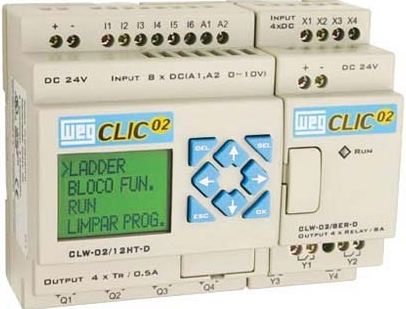 + - I1 I2 I3 I4 I5 I6 A1 A2
DC 24V INPUT 8 x DC(A1,A2 0~10V)
WEG CLIC 02
>LADDER
BLOCO FUN.
RUN
LIMPAR PROG.
DEL
SEL
ESC
OK
CLW-02/12HT-D
OUTPUT 4 x TR / 0.5A
Q1 Q2 Q3 Q4
INPUT
4xDC
X1 X2 X3 X4
+ - DC 24V
WEG CLIC 02
RUN
CLW-02/8ER-D
OUTPUT 4 x RELAY / 8A
Y1 Y2
Y3 Y4